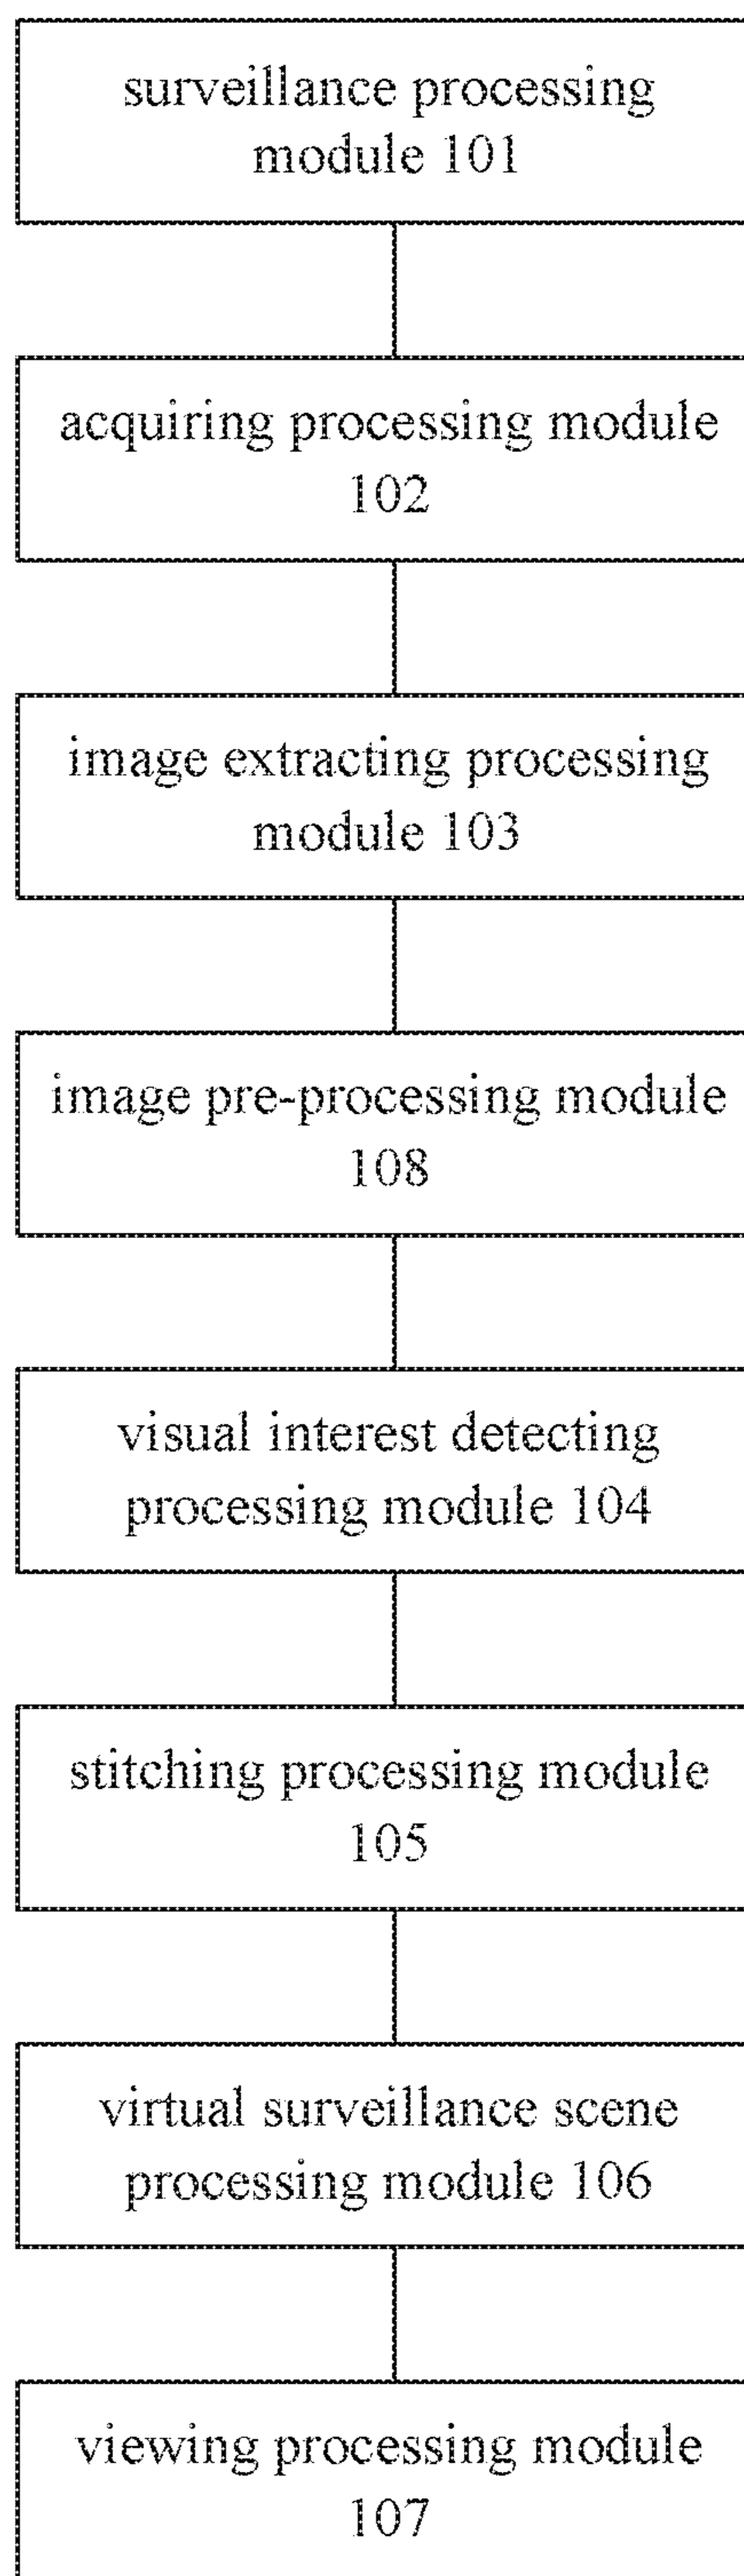 surveillance processing
module 101
acquiring processing module
102
image extracting processing
module 103
image pre-processing module
108
visual interest detecting
processing module 104
stitching processing module
105
virtual surveillance scene
processing module 106
viewing processing module
107